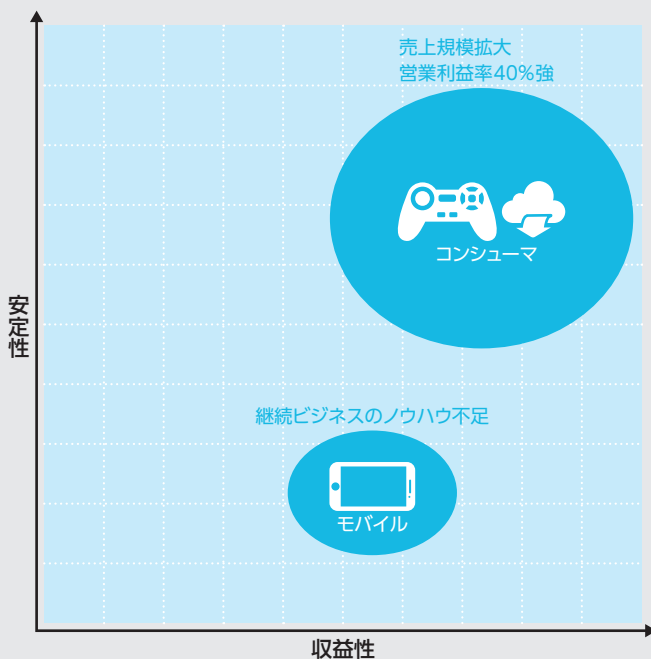 売上規模拡大
営業利益率40%強
コンシューマ
安定性
継続ビジネスのノウハウ不足
モバイル
収益性